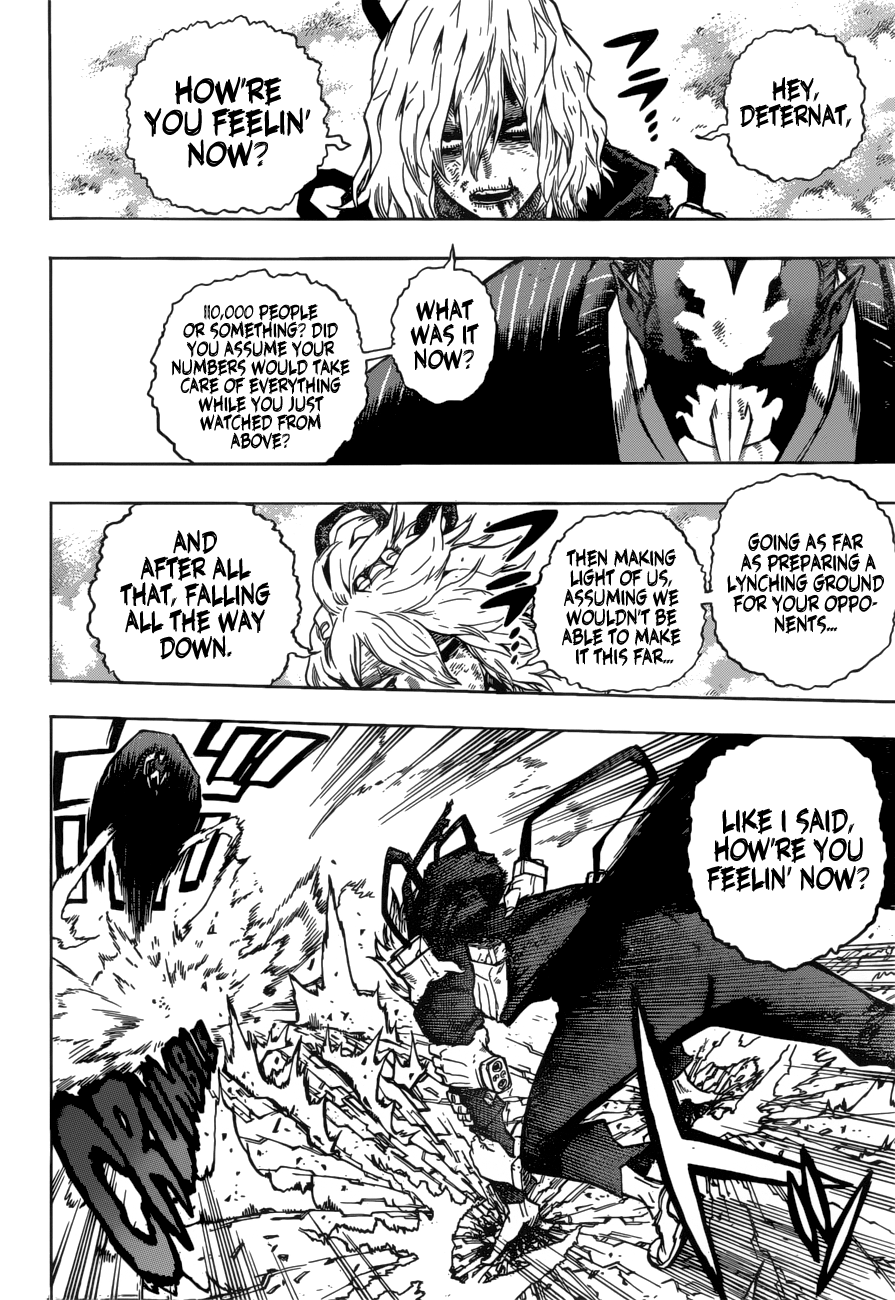 HEY,
DETERNAT,
HOW'RE
YOU FEELIN'
NOW?
WHAT
WAS IT
NOW?
110,000 PEOPLE
OR SOMETHING? DID
YOU ASSUME YOUR
NUMBERS WOULD TAKE
CARE OF EVERYTHING
WHILE YOU JUST
WATCHED FROM
ABOVE?
GOING AS FAR
AS PREPARING A
LYNCHING GROUND
FOR YOUR OPPO-
NENTS...
THEN MAKING
LIGHT OF US,
ASSUMING WE
WOULDN'T BE
ABLE TO MAKE
IT THIS FAR...
AND
AFTER ALL
THAT, FALLING
ALL THE WAY
DOWN.
LIKE I SAID,
HOW'RE YOU
FEELIN' NOW?
CRUMBLE